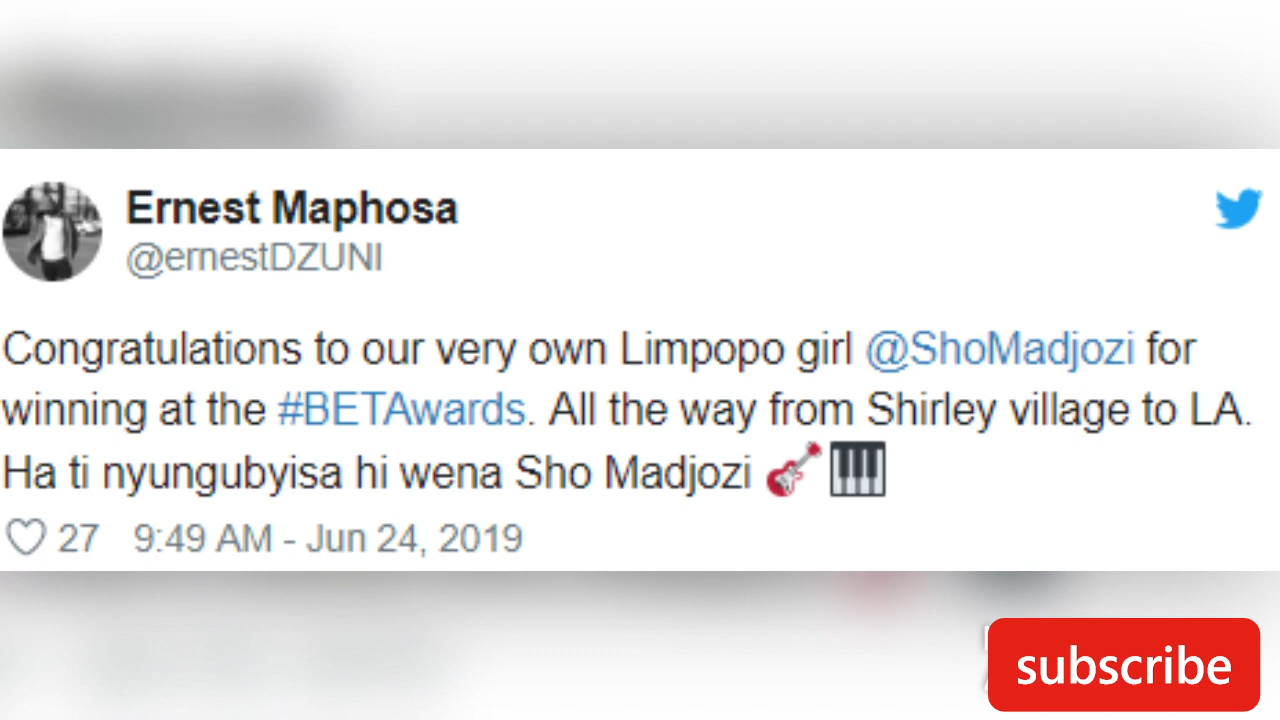 Ernest Maphosa
@ernestDZUNI
Congratulations to our very own Limpopo girl @ShoMadjozi for
winning at the #BETAwards. All the way from Shirley village to LA.
Ha ti nyungubyisa hi wena Sho Madjozi 🎸🎹
27 9:49 AM - Jun 24, 2019
subscribe